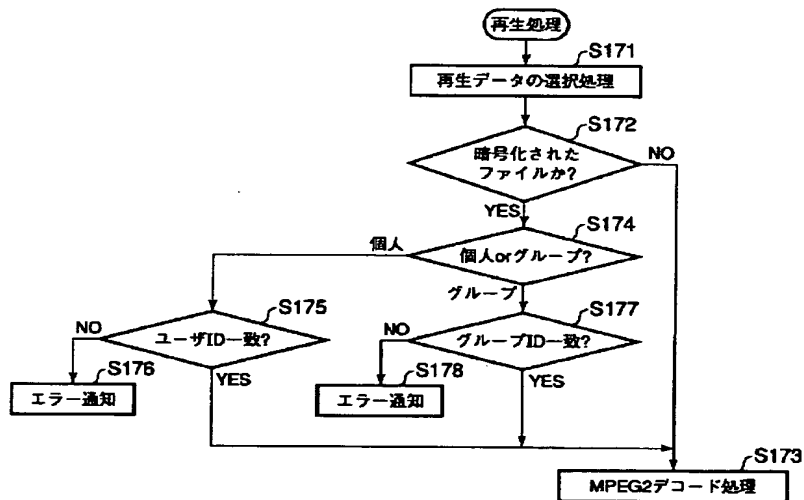 再生処理
S171
再生データの選択処理
S172
暗号化された
ファイルか?
NO
YES
S174
個人
個人orグループ?
グループ
S175
S177
NO
ユーザID一致?
NO
グループID一致?
S176
YES
S178
YES
エラー通知
エラー通知
S173
MPEG2デコード処理